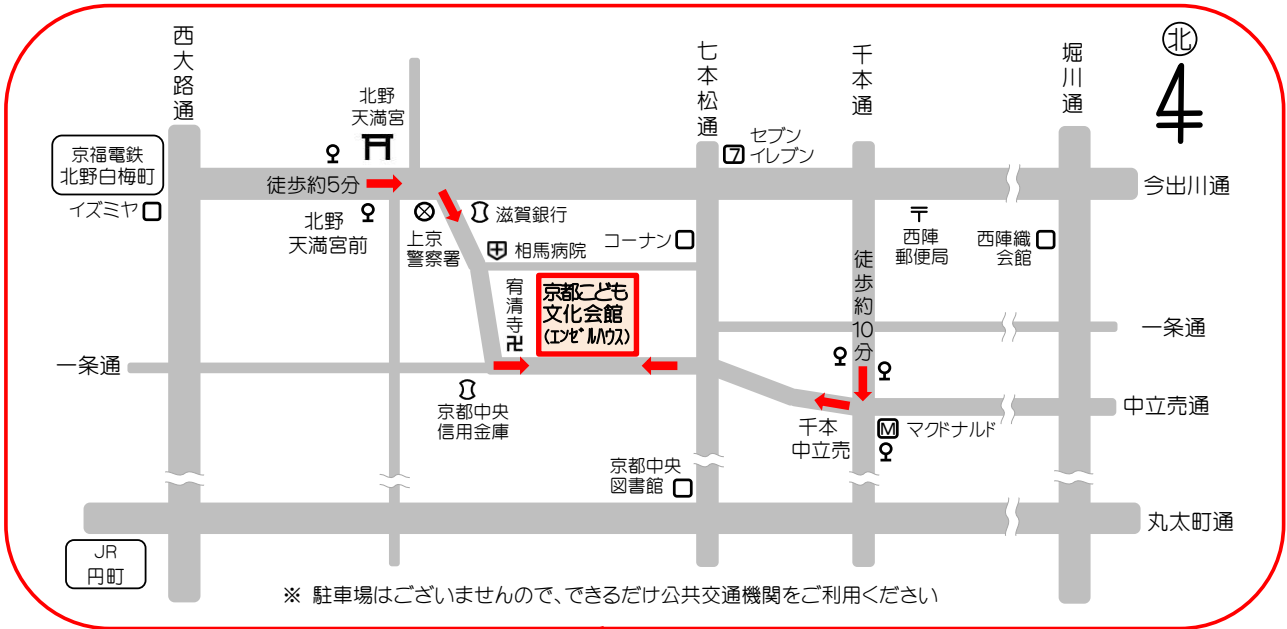 西大路通
七本松通
千本通
堀川通
北
北野
天満宮
セブン
イレブン
7
京福電鉄
北野白梅町
徒歩約5分
今出川通
イズミヤ
北野
天満宮前
上京
警察署
滋賀銀行
相馬病院
コーナン
〒
西陣
郵便局
西陣織
会館
徒歩約10分
宥清寺
卍
京都こども
文化会館
(エンゼルハウス)
一条通
一条通
京都中央
信用金庫
中立売通
千本
中立売
M マクドナルド
京都中央
図書館
丸太町通
JR
円町
※ 駐車場はございませんので、できるだけ公共交通機関をご利用ください